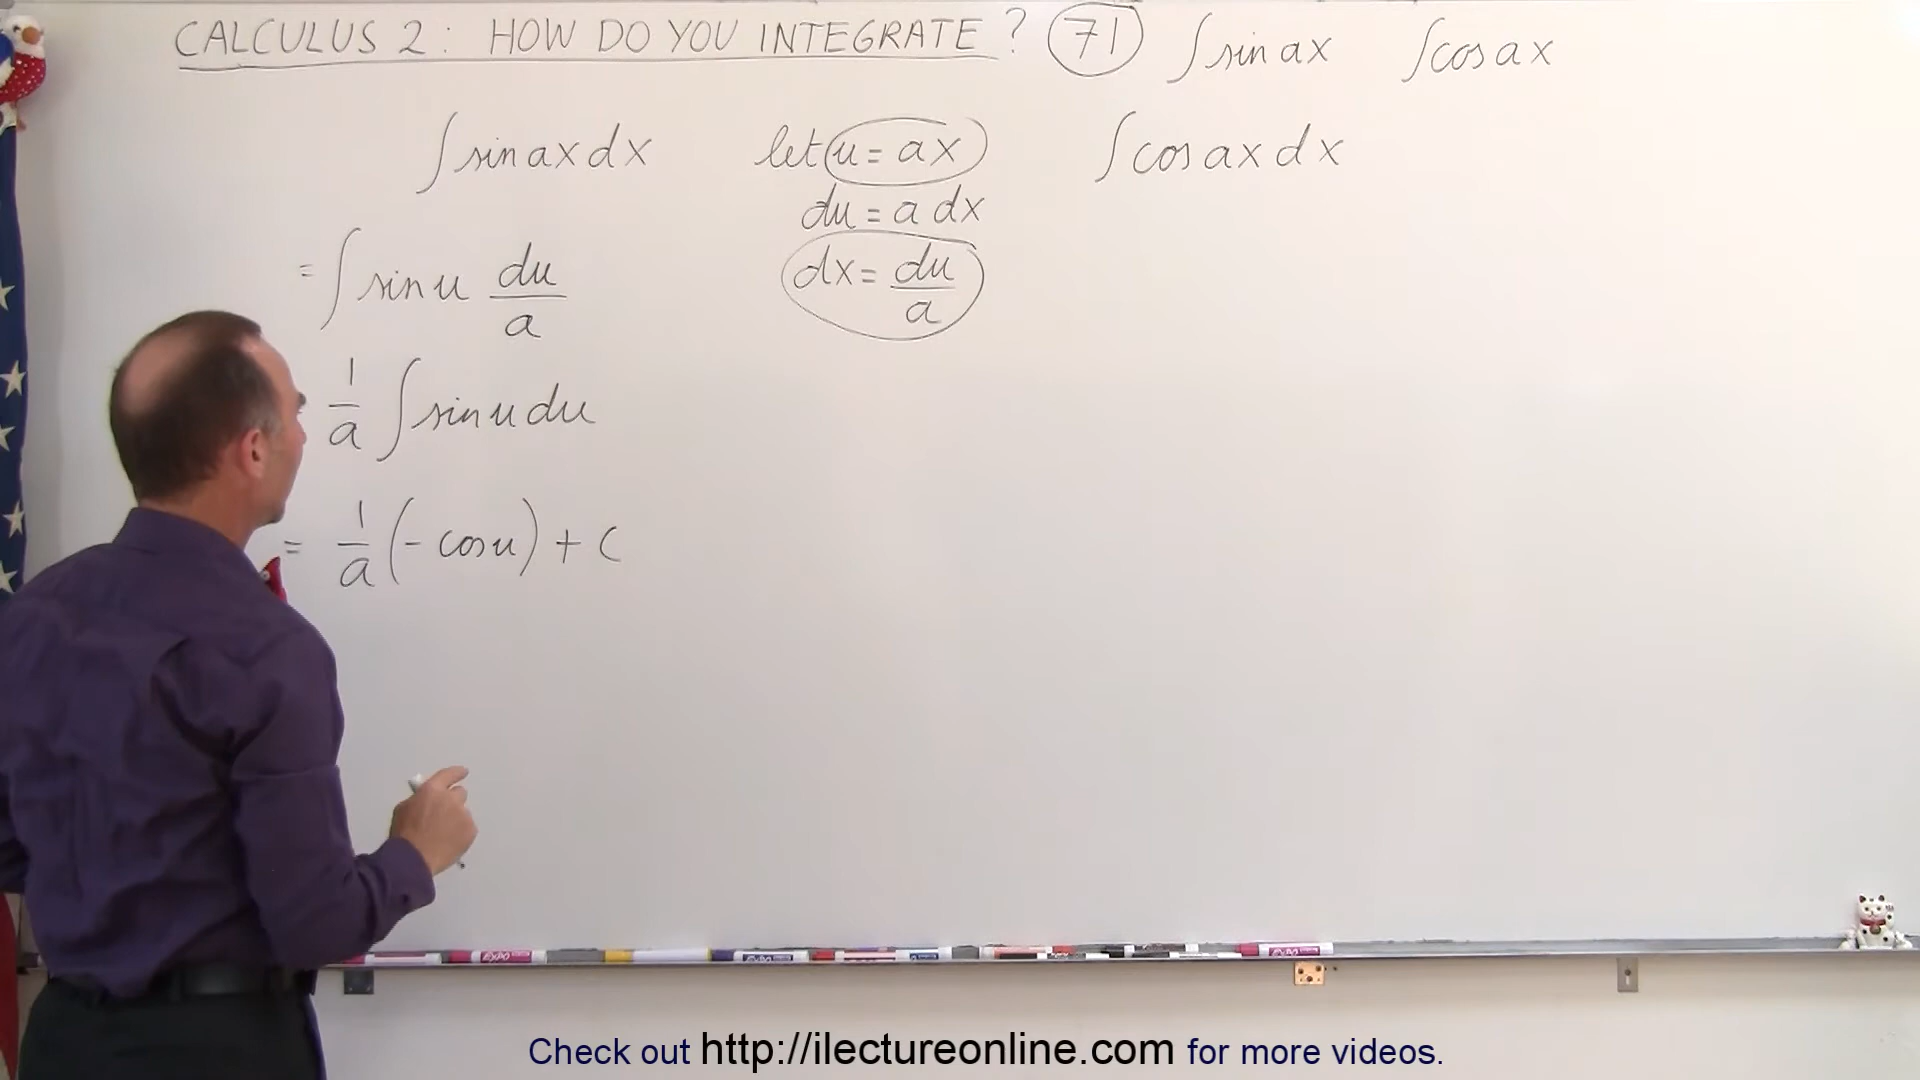 CALCULUS 2: HOW DO YOU INTEGRATE? 71 ∫sin ax ∫cos ax
∫sin ax dx let u = ax ∫cos ax dx
du = a dx
= ∫sin u du/a dx = du/a
1/a ∫sin u du
= 1/a (- cos u) + C
EXPO
EXPO
Check out http://ilectureonline.com for more videos.